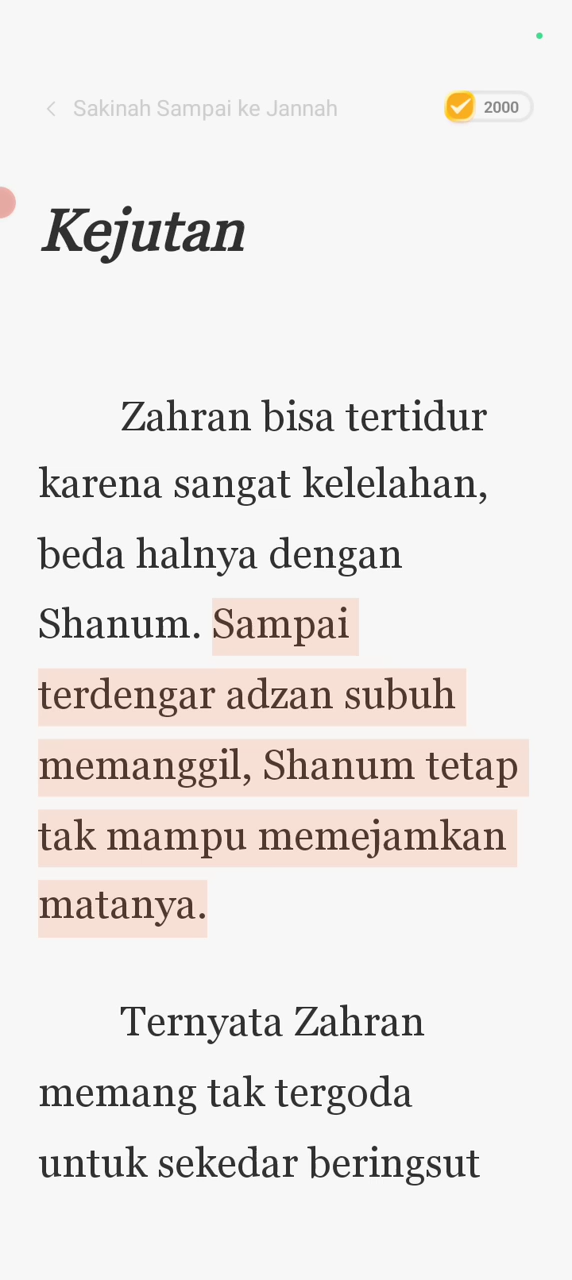 Sakinah Sampai ke Jannah
2000
Kejutan
Zahran bisa tertidur
karena sangat kelelahan,
beda halnya dengan
Shanum. Sampai
terdengar adzan subuh
memanggil, Shanum tetap
tak mampu memejamkan
matanya.
Ternyata Zahran
memang tak tergoda
untuk sekedar beringsut